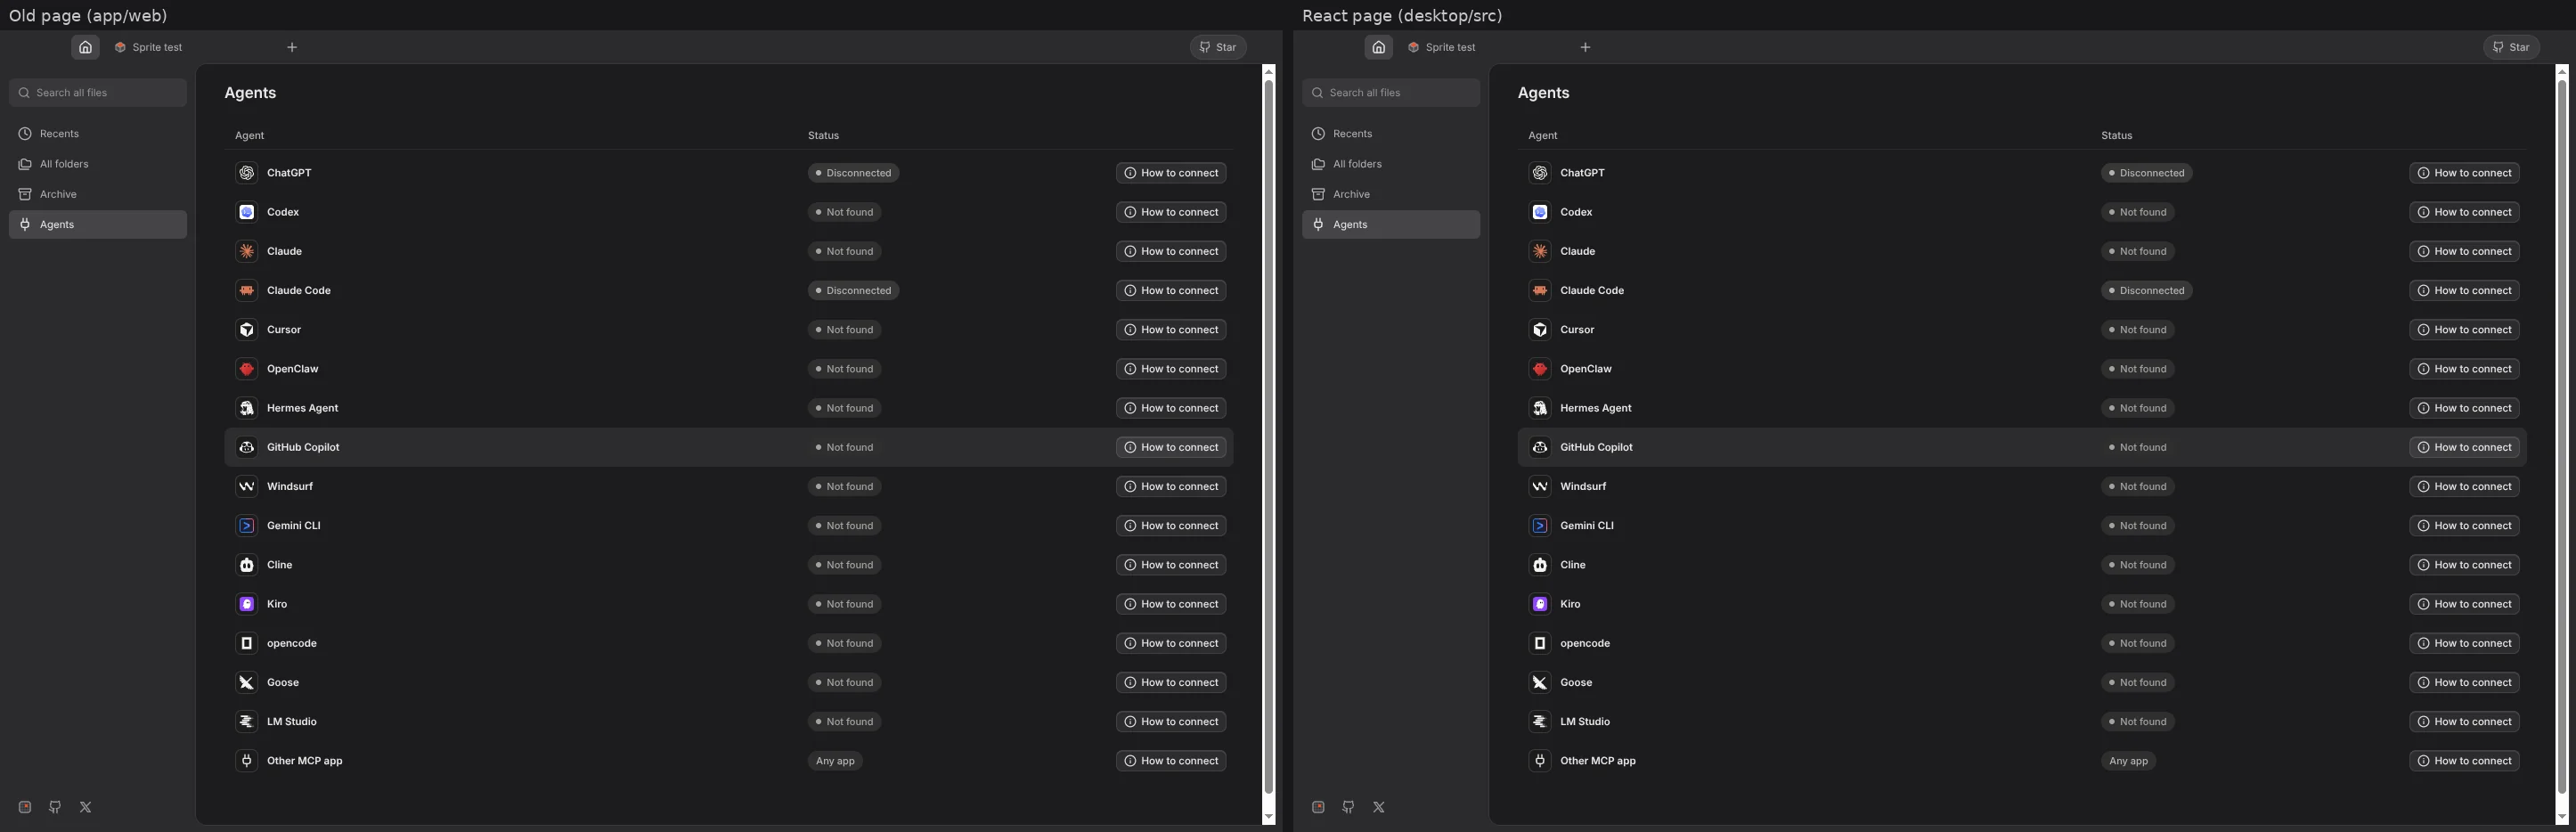 Old page (app/web)
Sprite test
+
Star
Search all files
Recents
All folders
Archive
Agents
Agents
Agent Status
ChatGPT Disconnected How to connect
Codex Not found How to connect
Claude Not found How to connect
Claude Code Disconnected How to connect
Cursor Not found How to connect
OpenClaw Not found How to connect
Hermes Agent Not found How to connect
GitHub Copilot Not found How to connect
Windsurf Not found How to connect
Gemini CLI Not found How to connect
Cline Not found How to connect
Kiro Not found How to connect
opencode Not found How to connect
Goose Not found How to connect
LM Studio Not found How to connect
Other MCP app Any app How to connect
React page (desktop/src)
Sprite test
+
Star
Search all files
Recents
All folders
Archive
Agents
Agents
Agent Status
ChatGPT Disconnected How to connect
Codex Not found How to connect
Claude Not found How to connect
Claude Code Disconnected How to connect
Cursor Not found How to connect
OpenClaw Not found How to connect
Hermes Agent Not found How to connect
GitHub Copilot Not found How to connect
Windsurf Not found How to connect
Gemini CLI Not found How to connect
Cline Not found How to connect
Kiro Not found How to connect
opencode Not found How to connect
Goose Not found How to connect
LM Studio Not found How to connect
Other MCP app Any app How to connect